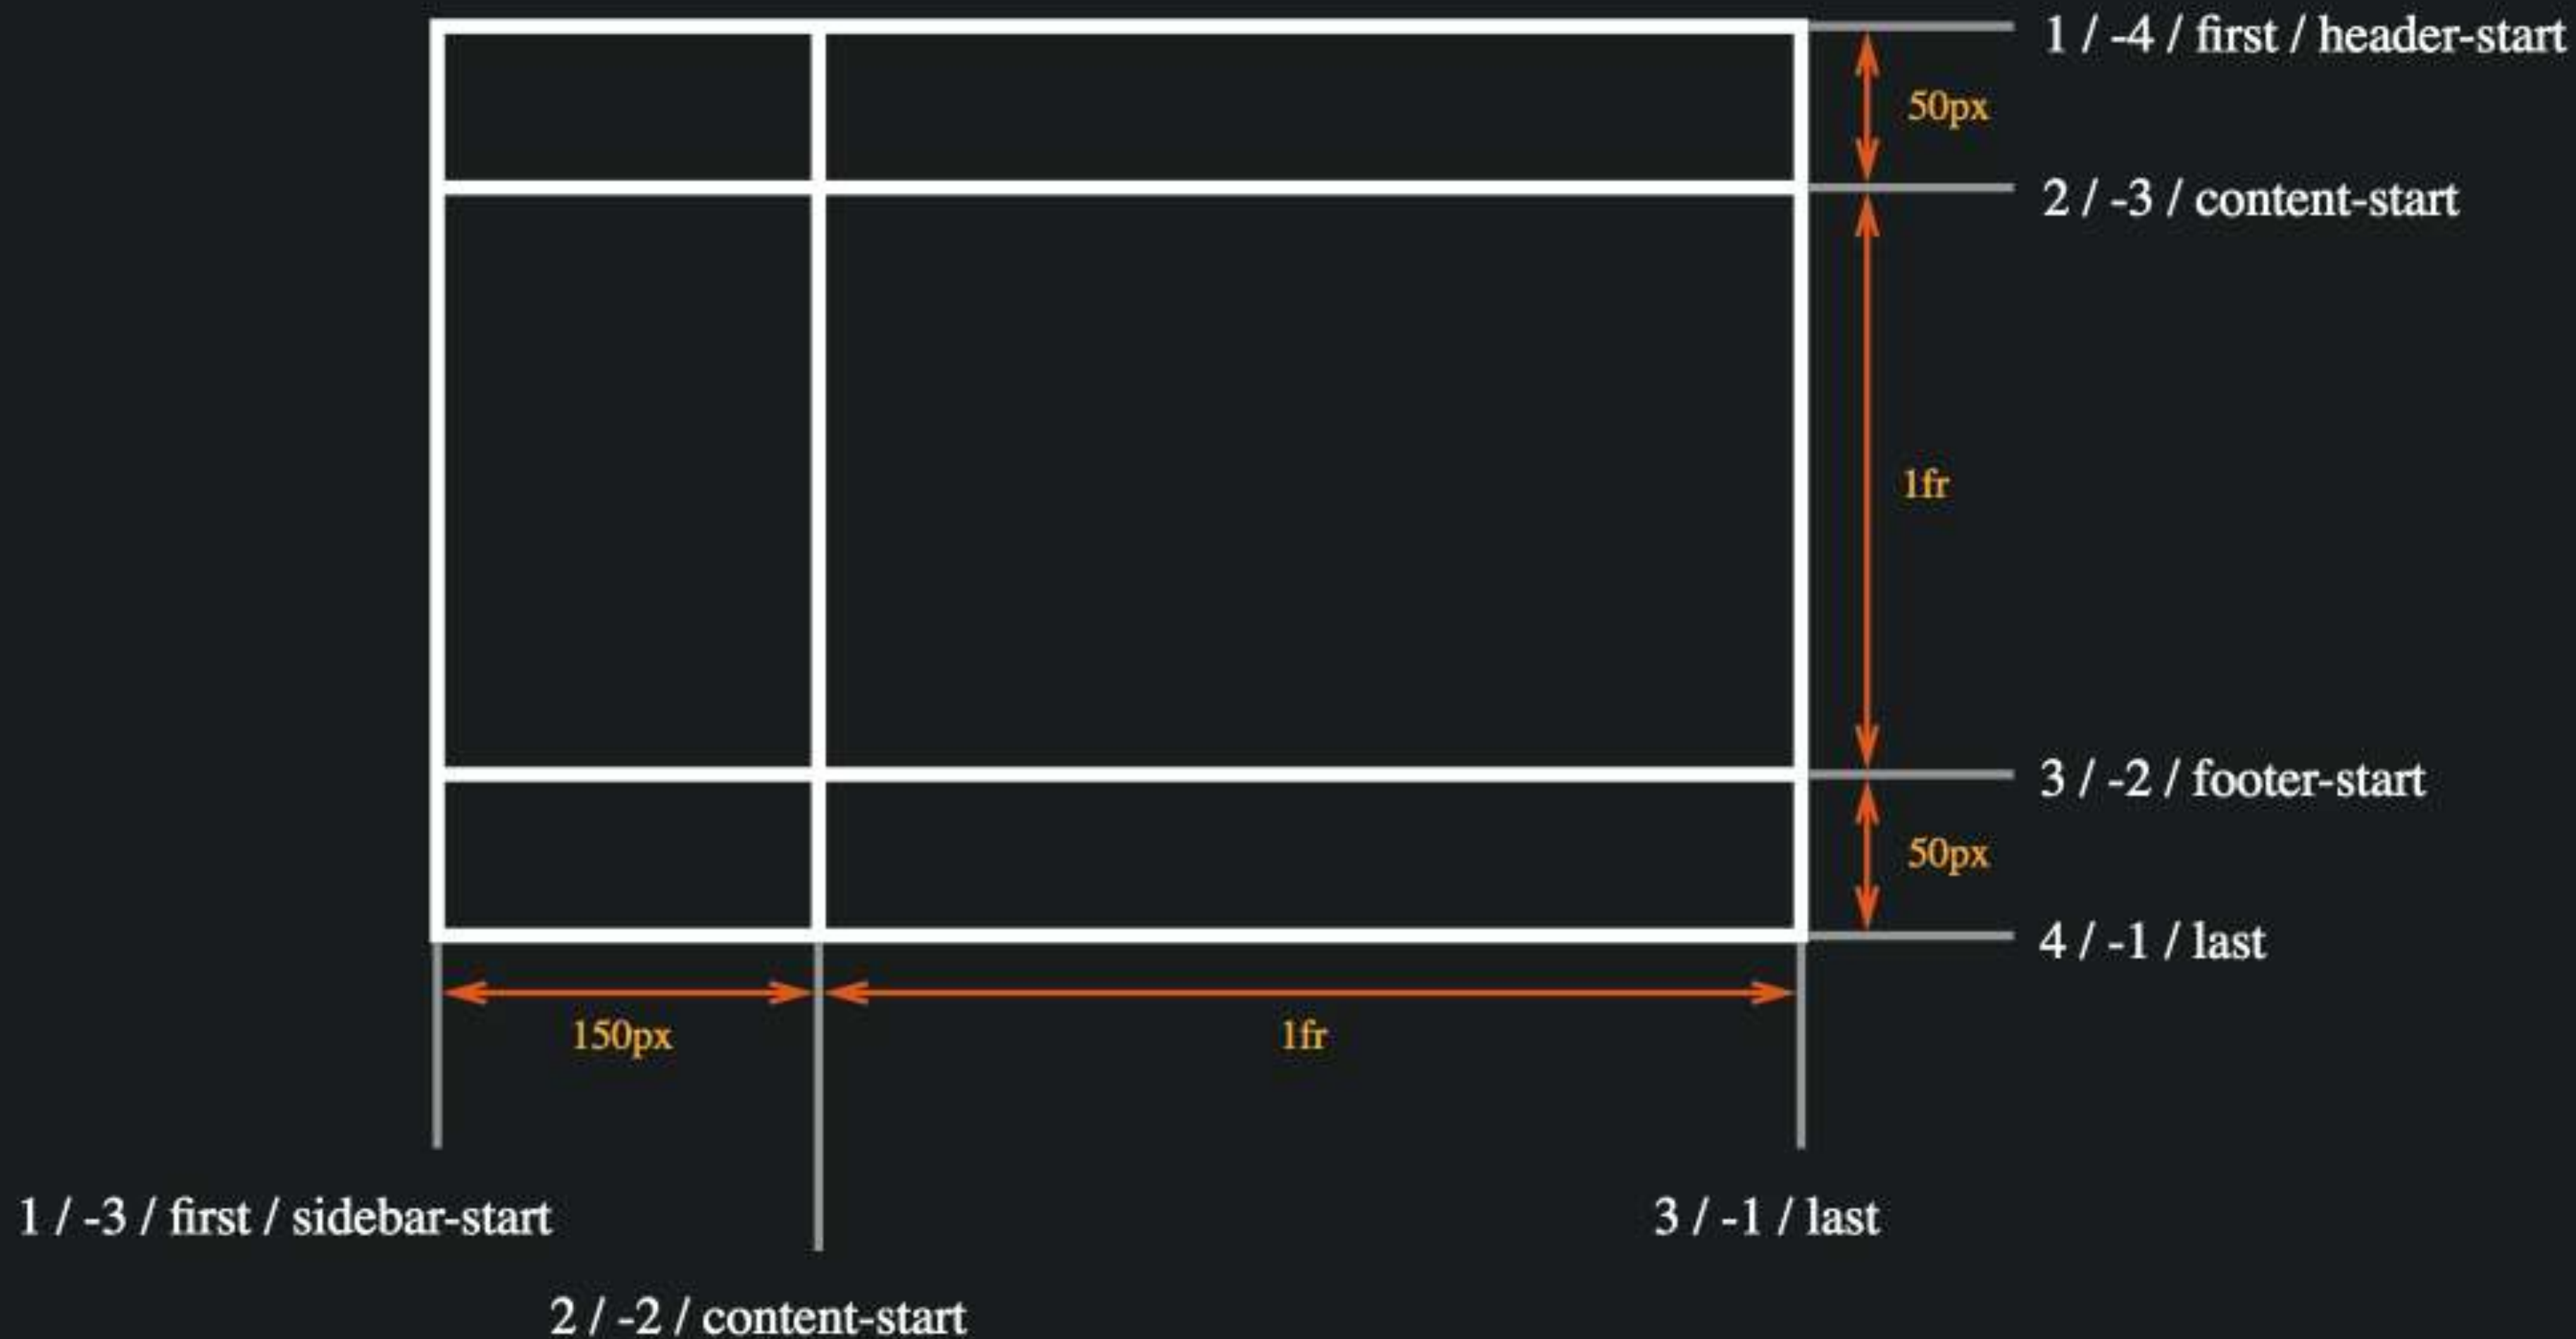 1 / -4 / first / header-start
50px
2 / -3 / content-start
1fr
3 / -2 / footer-start
50px
4 / -1 / last
150px
1fr
1 / -3 / first / sidebar-start
3 / -1 / last
2 / -2 / content-start